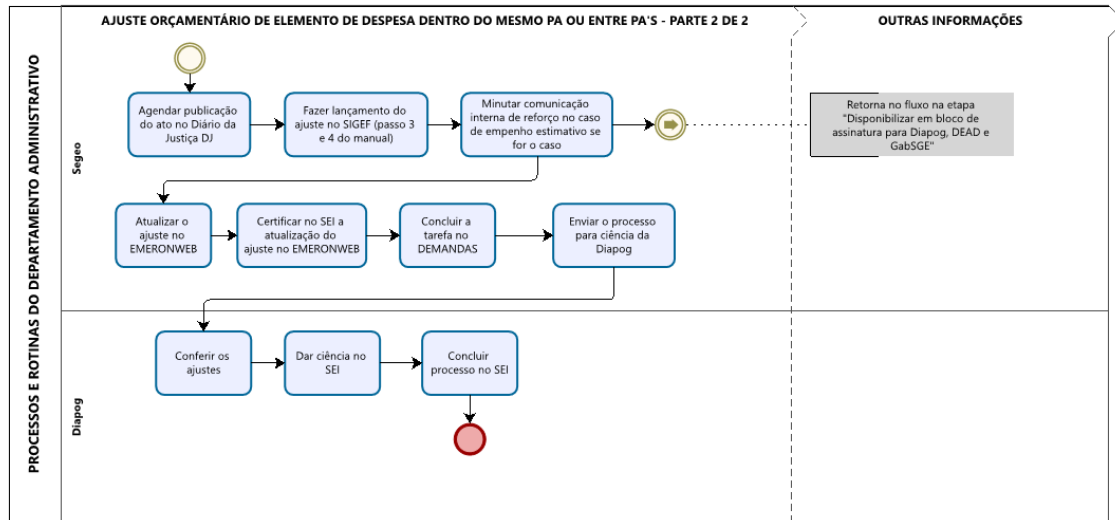 PROCESSOS E ROTINAS DO DEPARTAMENTO ADMINISTRATIVO
AJUSTE ORÇAMENTÁRIO DE ELEMENTO DE DESPESA DENTRO DO MESMO PA OU ENTRE PA'S - PARTE 2 DE 2
OUTRAS INFORMAÇÕES
Segeo
Agendar publicação
do ato no Diário da
Justiça DJ
Fazer lançamento do
ajuste no SIGEF (passo 3
e 4 do manual)
Minutar comunicação
interna de reforço no caso
de empenho estimativo se
for o caso
Retorna no fluxo na etapa
"Disponibilizar em bloco de
assinatura para Diapog, DEAD e
GabSGE"
Atualizar o
ajuste no
EMERONWEB
Certificar no SEI a
atualização do
ajuste no EMERONWEB
Concluir a
tarefa no
DEMANDAS
Enviar o processo
para ciência da
Diapog
Diapog
Conferir os
ajustes
Dar ciência no
SEI
Concluir
processo no SEI